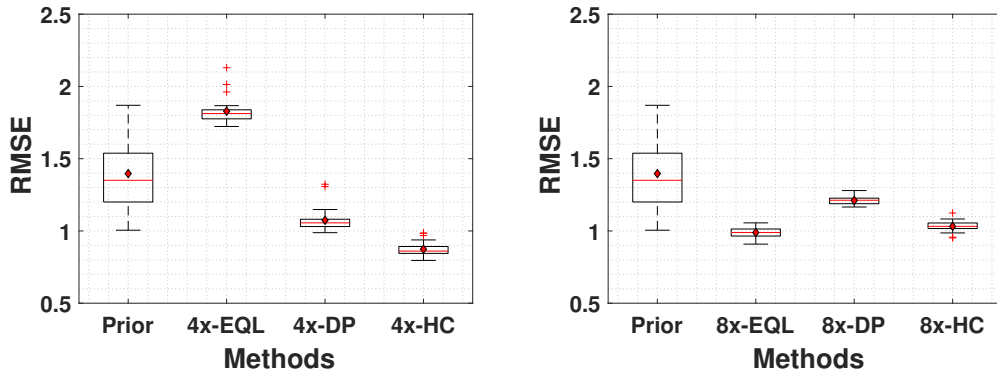 RMSE
2.5
2
1.5
1
0.5
Prior 4x-EQL 4x-DP 4x-HC
Methods
RMSE
2.5
2
1.5
1
0.5
Prior 8x-EQL 8x-DP 8x-HC
Methods